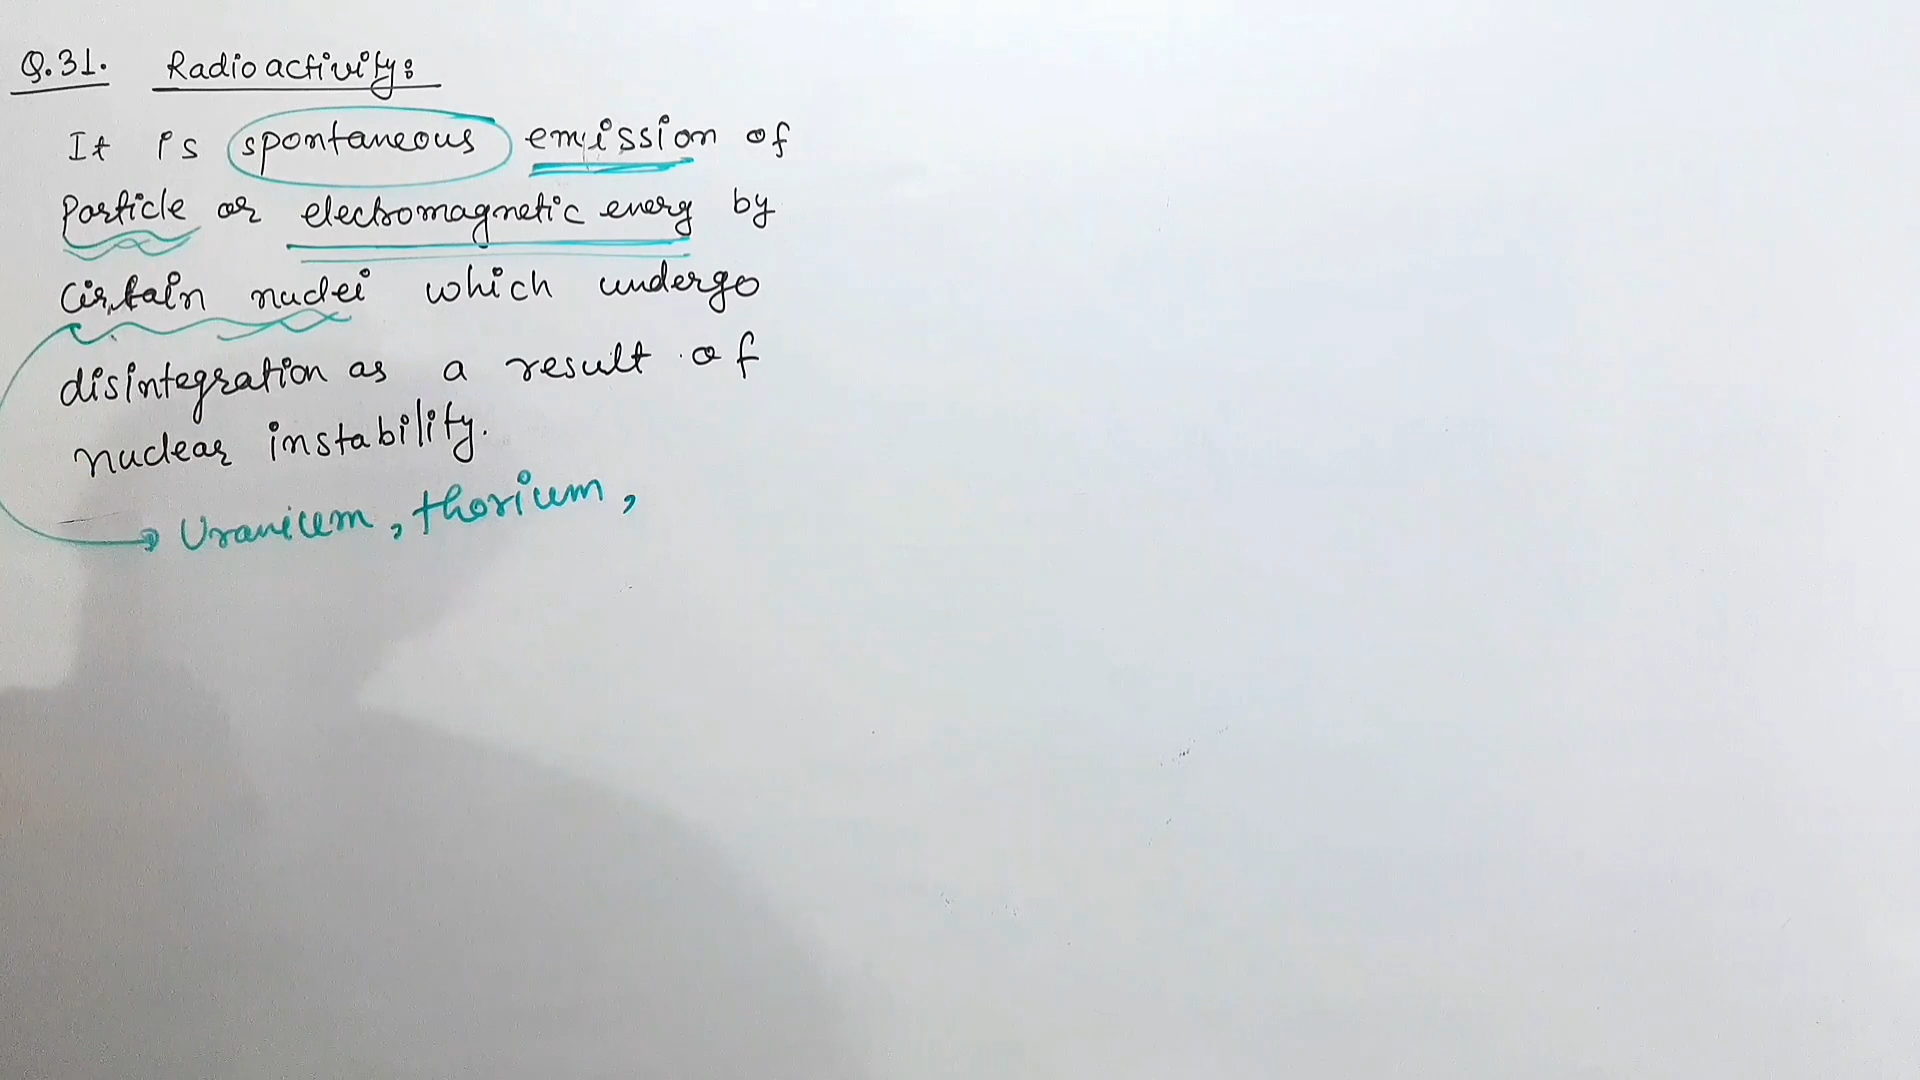 Q.31. Radioactivity:
It is spontaneous emission of
Particle or electromagnetic energy by
Cirtain nuclei which undergo
disintegration as a result of
nuclear instability.
Uranium, thorium,